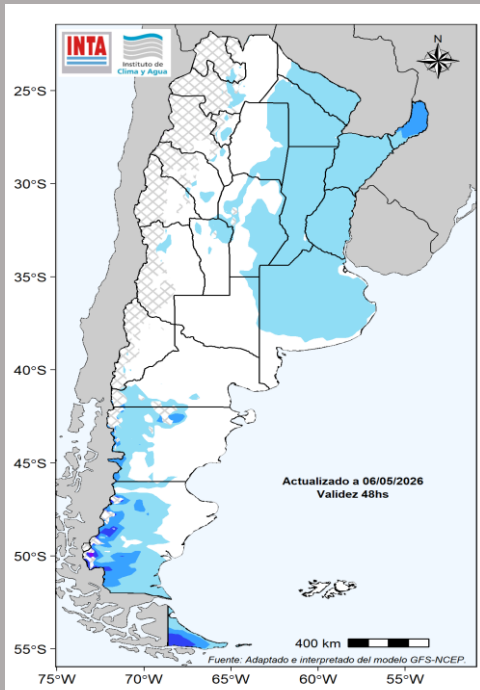 INTA
Instituto de
Clima y Agua
N
25°S
30°S
35°S
40°S
45°S
50°S
55°S
Actualizado a 06/05/2026
Validez 48hs
400 km
Fuente: Adaptado e interpretado del modelo GFS-NCEP.
75°W
70°W
65°W
60°W
55°W